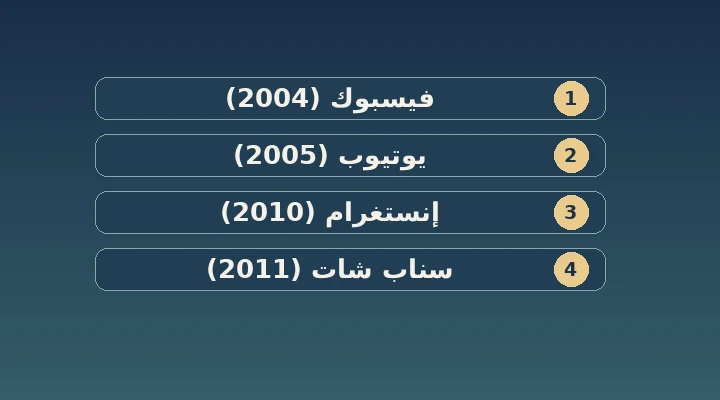 1 فيسبوك (2004)
2 يوتيوب (2005)
3 إنستغرام (2010)
4 سناب شات (2011)